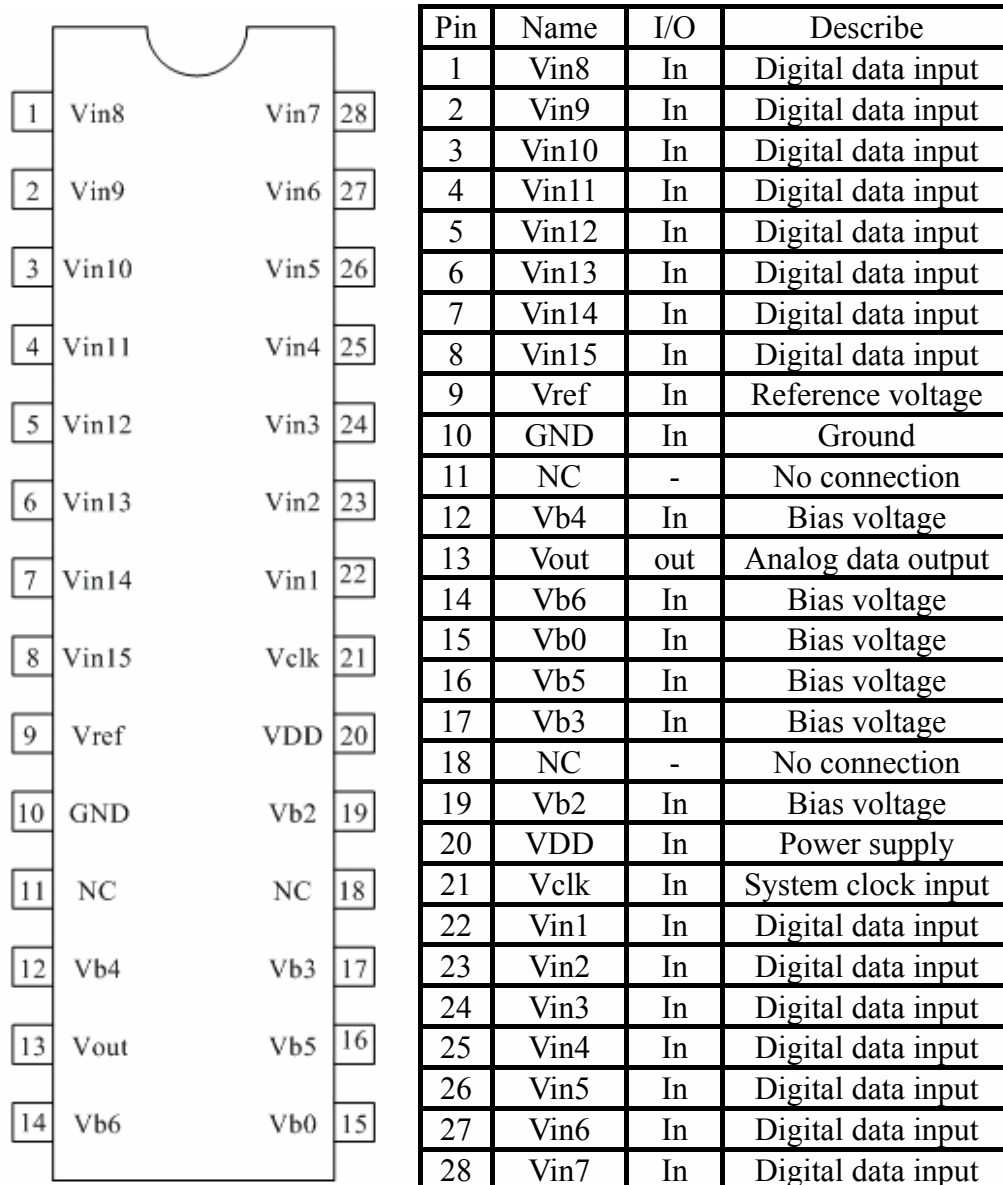 1 Vin8 Vin7 28
2 Vin9 Vin6 27
3 Vin10 Vin5 26
4 Vin11 Vin4 25
5 Vin12 Vin3 24
6 Vin13 Vin2 23
7 Vin14 Vin1 22
8 Vin15 Vclk 21
9 Vref VDD 20
10 GND Vb2 19
11 NC NC 18
12 Vb4 Vb3 17
13 Vout Vb5 16
14 Vb6 Vb0 15
Pin Name I/O Describe
1 Vin8 In Digital data input
2 Vin9 In Digital data input
3 Vin10 In Digital data input
4 Vin11 In Digital data input
5 Vin12 In Digital data input
6 Vin13 In Digital data input
7 Vin14 In Digital data input
8 Vin15 In Digital data input
9 Vref In Reference voltage
10 GND In Ground
11 NC - No connection
12 Vb4 In Bias voltage
13 Vout out Analog data output
14 Vb6 In Bias voltage
15 Vb0 In Bias voltage
16 Vb5 In Bias voltage
17 Vb3 In Bias voltage
18 NC - No connection
19 Vb2 In Bias voltage
20 VDD In Power supply
21 Vclk In System clock input
22 Vin1 In Digital data input
23 Vin2 In Digital data input
24 Vin3 In Digital data input
25 Vin4 In Digital data input
26 Vin5 In Digital data input
27 Vin6 In Digital data input
28 Vin7 In Digital data input